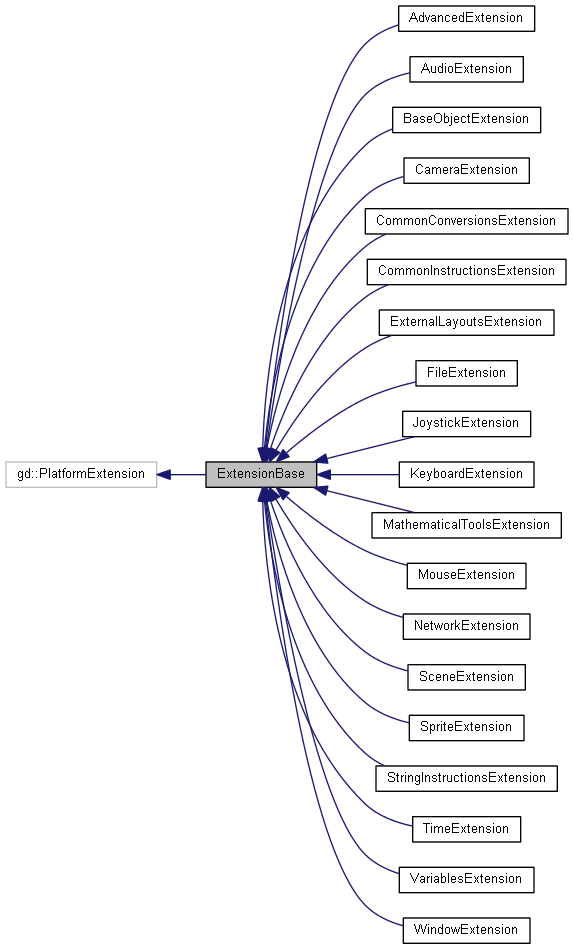 AdvancedExtension
AudioExtension
BaseObjectExtension
CameraExtension
CommonConversionsExtension
CommonInstructionsExtension
ExternalLayoutsExtension
FileExtension
JoystickExtension
gd::PlatformExtension
ExtensionBase
KeyboardExtension
MathematicalToolsExtension
MouseExtension
NetworkExtension
SceneExtension
SpriteExtension
StringInstructionsExtension
TimeExtension
VariablesExtension
WindowExtension